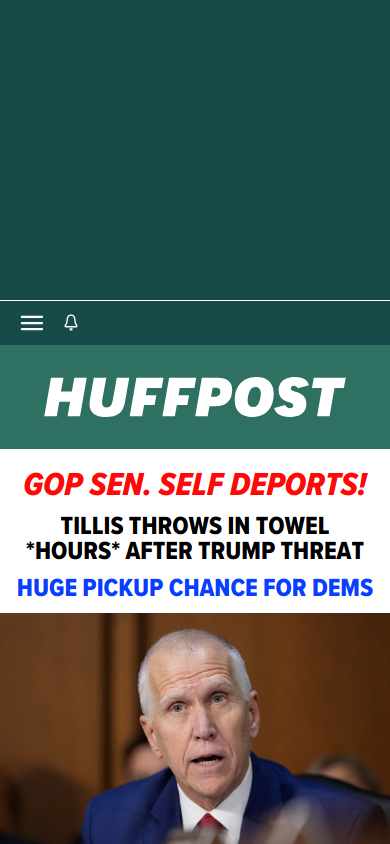 HUFFPOST
GOP SEN. SELF DEPORTS!
TILLIS THROWS IN TOWEL
*HOURS* AFTER TRUMP THREAT
HUGE PICKUP CHANCE FOR DEMS